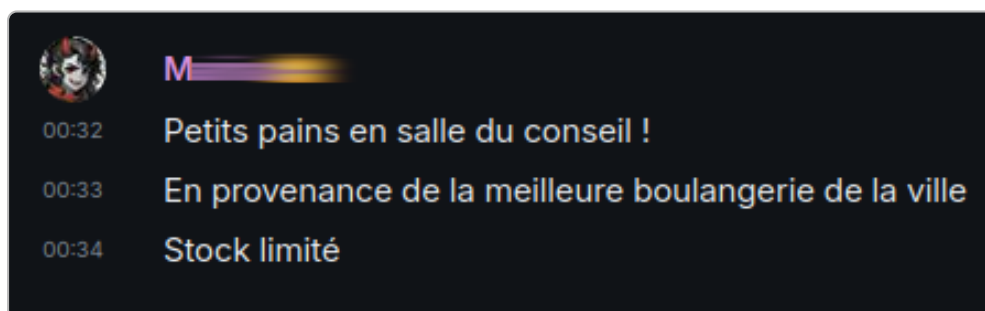 M
00:32 Petits pains en salle du conseil !
00:33 En provenance de la meilleure boulangerie de la ville
00:34 Stock limité